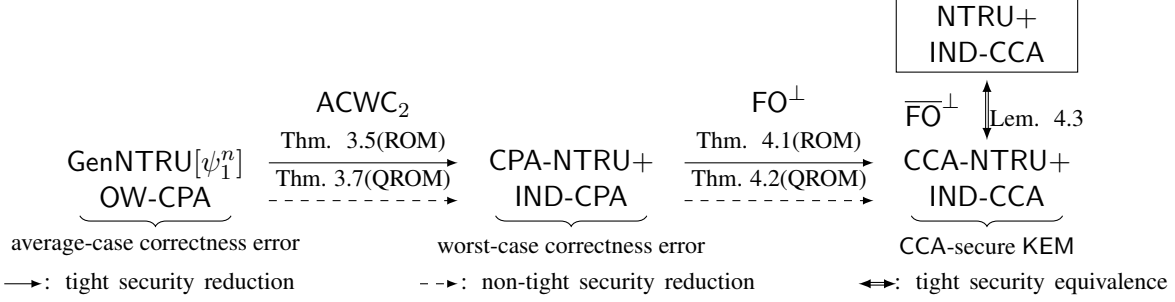 NTRU+
IND-CCA
ACWC₂
FO^⊥
\overline{FO}^⊥
Lem. 4.3
Thm. 3.5(ROM)
Thm. 4.1(ROM)
GenNTRU[ψ₁ⁿ]
CPA-NTRU+
CCA-NTRU+
Thm. 3.7(QROM)
Thm. 4.2(QROM)
OW-CPA
IND-CPA
IND-CCA
average-case correctness error
worst-case correctness error
CCA-secure KEM
: tight security reduction
: non-tight security reduction
: tight security equivalence